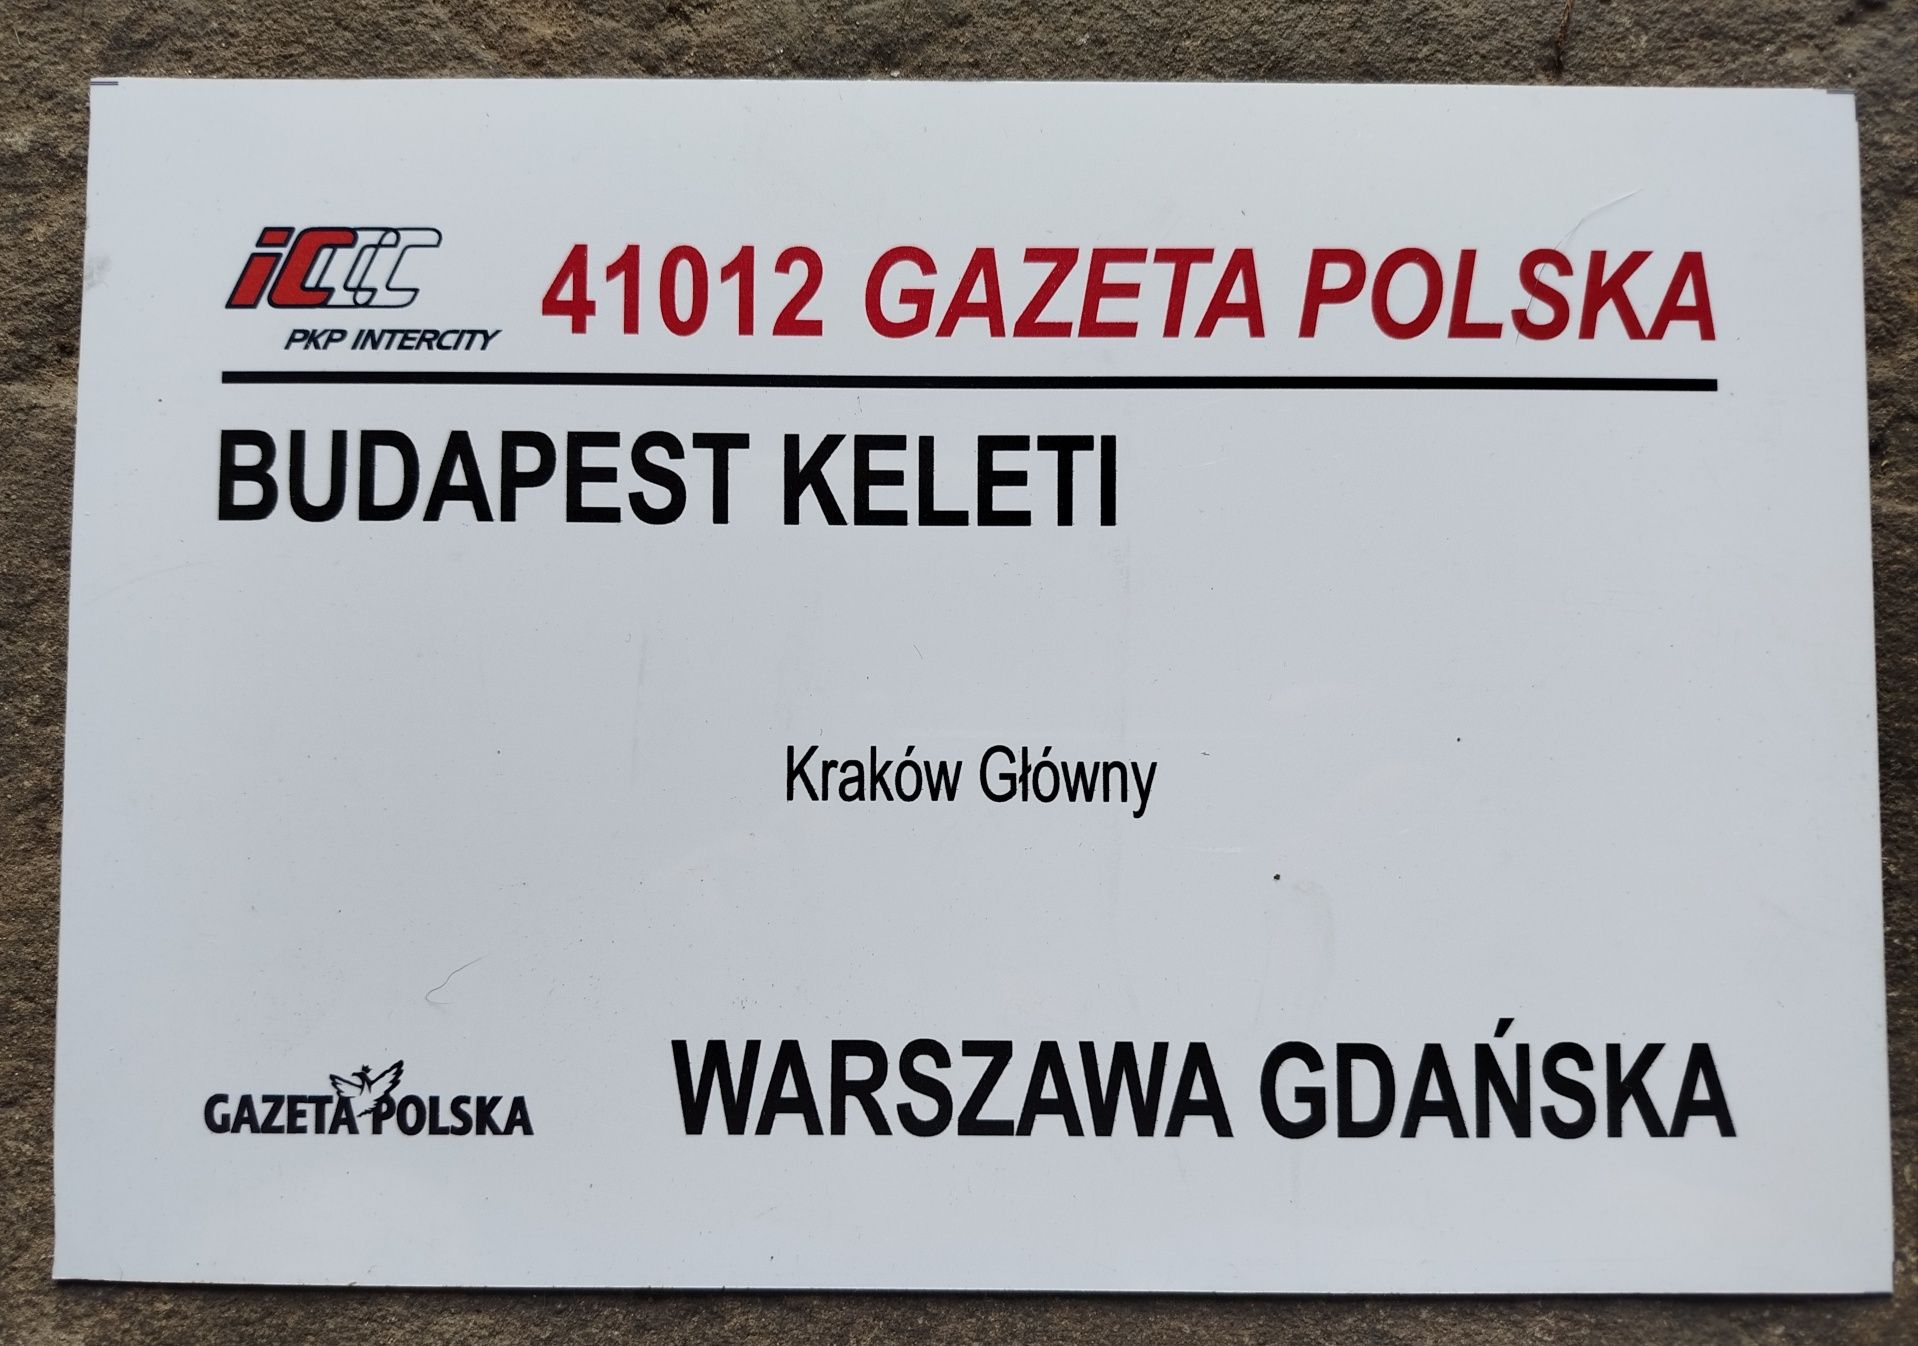 iC
PKP INTERCITY
41012 GAZETA POLSKA
BUDAPEST KELETI
Kraków Główny
WARSZAWA GDAŃSKA
GAZETA POLSKA